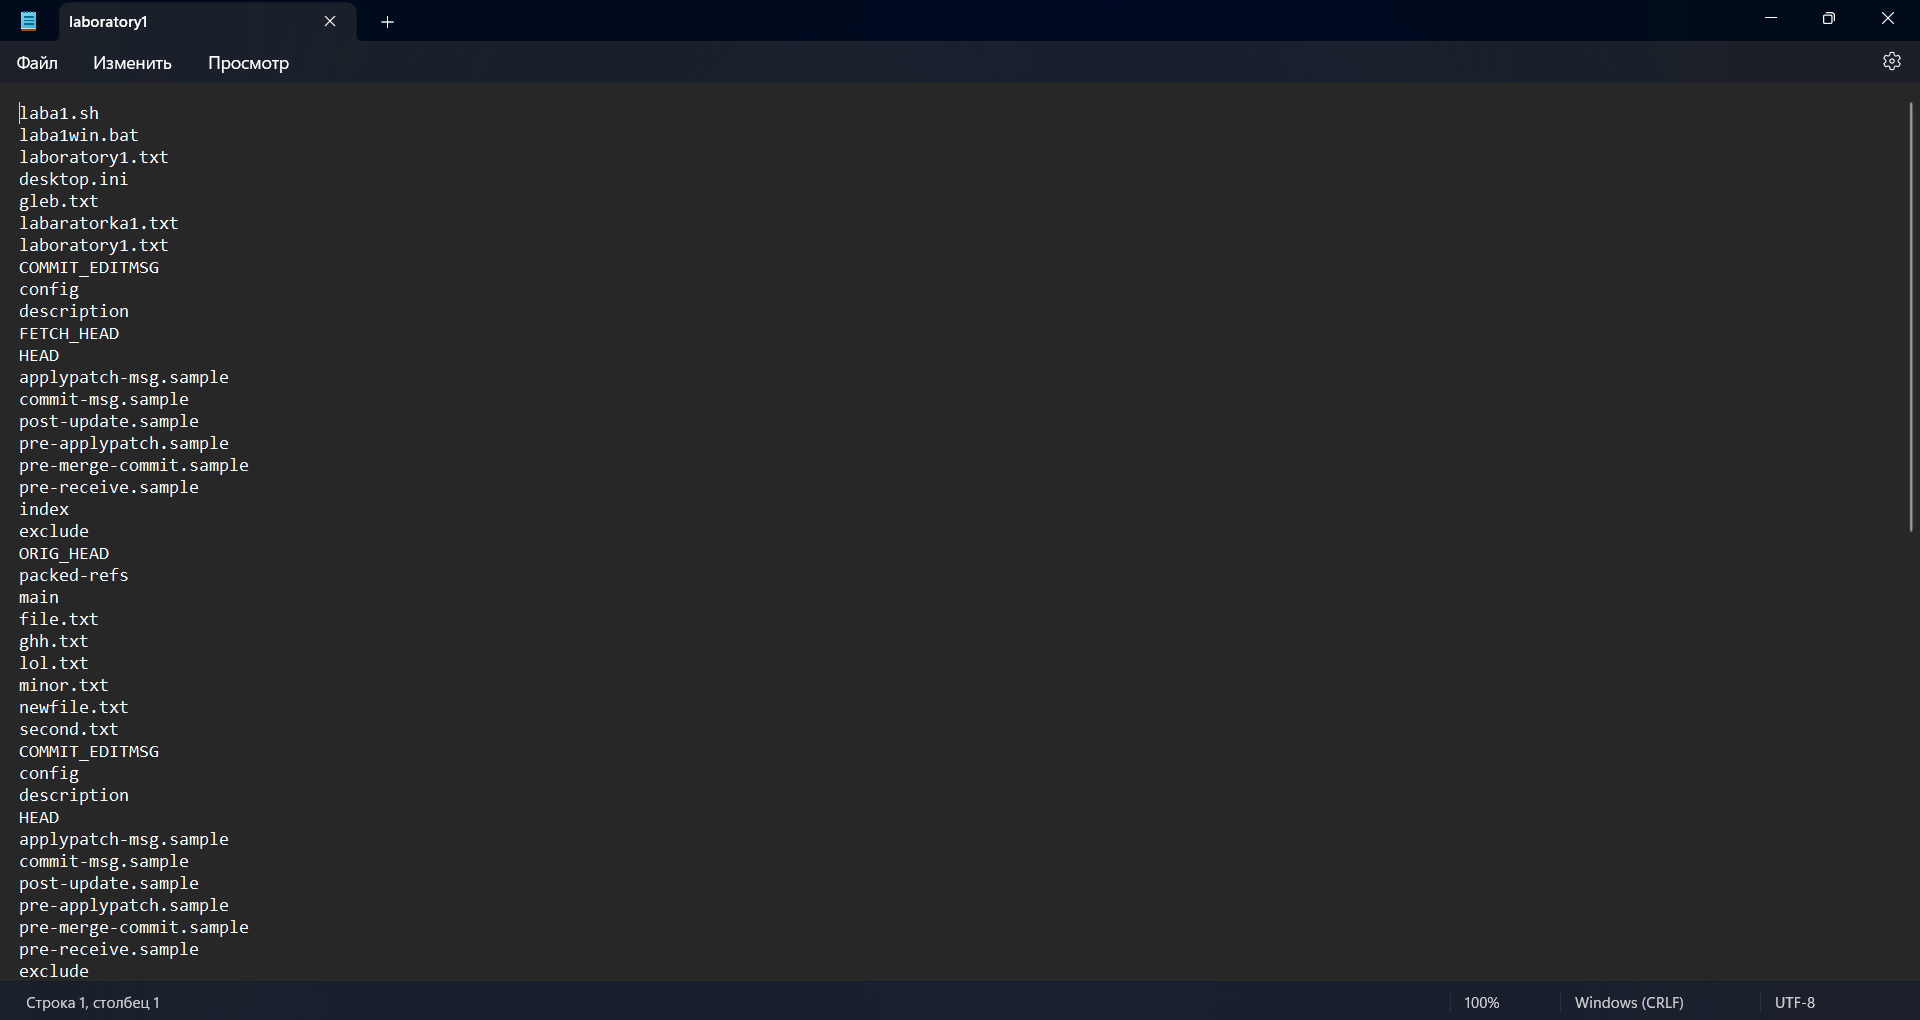 laboratory1
Файл Изменить Просмотр
laba1.sh
laba1win.bat
laboratory1.txt
desktop.ini
gleb.txt
labaratorka1.txt
laboratory1.txt
COMMIT_EDITMSG
config
description
FETCH_HEAD
HEAD
applypatch-msg.sample
commit-msg.sample
post-update.sample
pre-applypatch.sample
pre-merge-commit.sample
pre-receive.sample
index
exclude
ORIG_HEAD
packed-refs
main
file.txt
ghh.txt
lol.txt
minor.txt
newfile.txt
second.txt
COMMIT_EDITMSG
config
description
HEAD
applypatch-msg.sample
commit-msg.sample
post-update.sample
pre-applypatch.sample
pre-merge-commit.sample
pre-receive.sample
exclude
Строка 1, столбец 1 100% Windows (CRLF) UTF-8